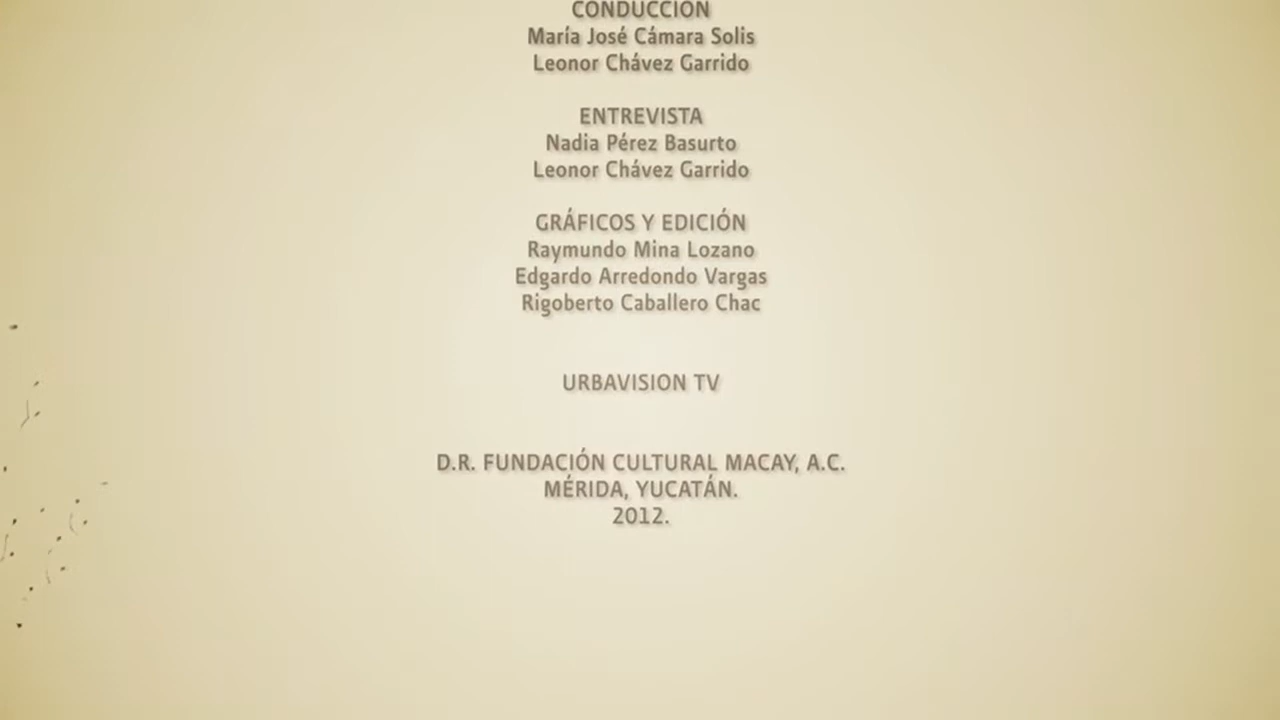 CONDUCCIÓN
María José Cámara Solis
Leonor Chávez Garrido
ENTREVISTA
Nadia Pérez Basurto
Leonor Chávez Garrido
GRÁFICOS Y EDICIÓN
Raymundo Mina Lozano
Edgardo Arredondo Vargas
Rigoberto Caballero Chac
URBAVISION TV
D.R. FUNDACIÓN CULTURAL MACAY, A.C.
MÉRIDA, YUCATÁN.
2012.